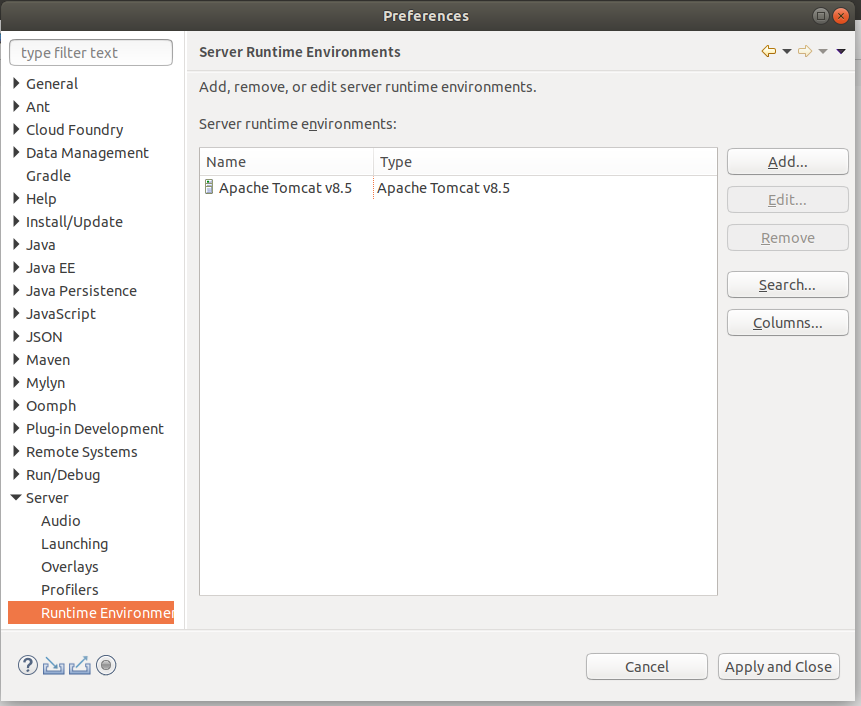 Preferences
type filter text
General
Ant
Cloud Foundry
Data Management
Gradle
Help
Install/Update
Java
Java EE
Java Persistence
JavaScript
JSON
Maven
Mylyn
Oomph
Plug-in Development
Remote Systems
Run/Debug
Server
Audio
Launching
Overlays
Profilers
Runtime Environmen
Server Runtime Environments
Add, remove, or edit server runtime environments.
Server runtime environments:
Name Type
Apache Tomcat v8.5 Apache Tomcat v8.5
Add...
Edit...
Remove
Search...
Columns...
?
Cancel Apply and Close